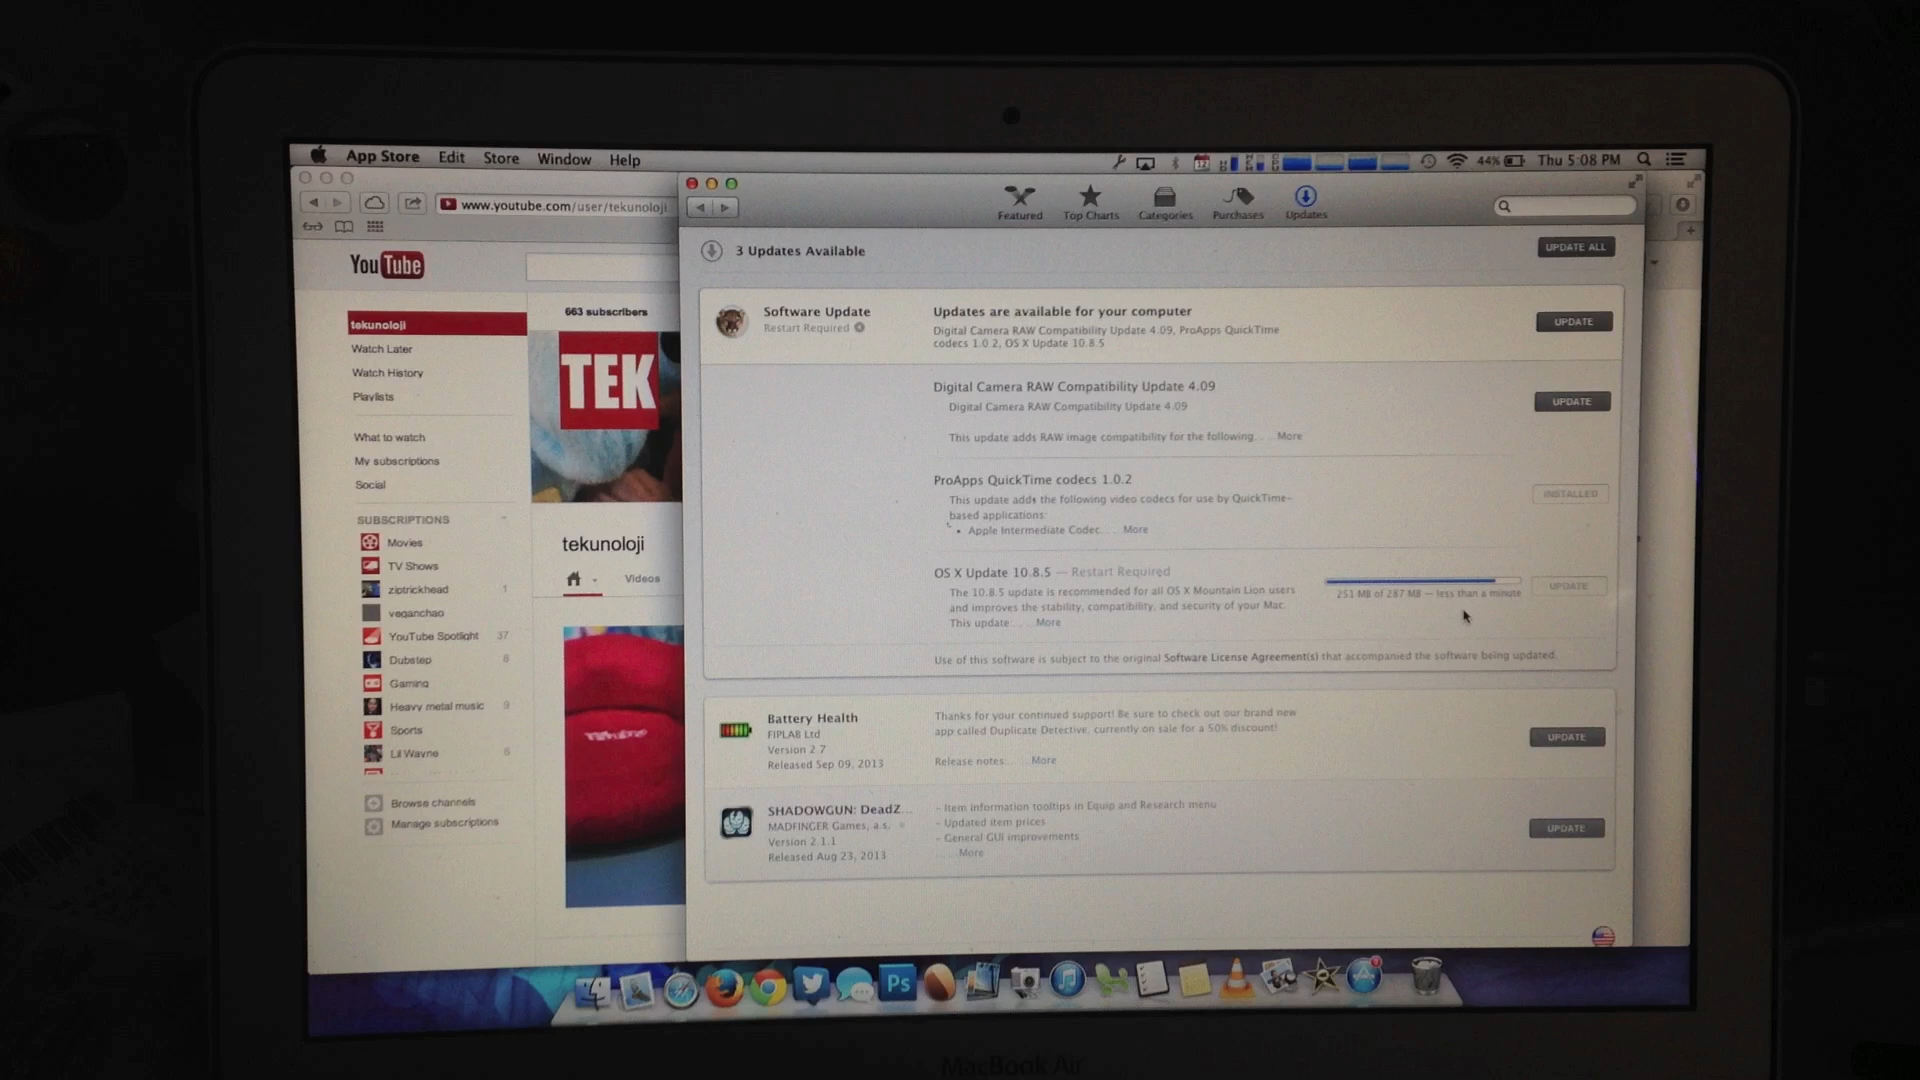 App Store Edit Store Window Help
12
44%
Thu 5:08 PM
www.youtube.com/user/tekunoloji
Featured
Top Charts
Categories
Purchases
Updates
YouTube
tekunoloji
Watch Later
Watch History
Playlists
What to watch
My subscriptions
Social
SUBSCRIPTIONS
Movies
TV Shows
ziptrickhead 1
veganchao
YouTube Spotlight 37
Dubstep 8
Gaming
Heavy metal music 9
Sports
Lil Wayne 8
Browse channels
Manage subscriptions
663 subscribers
TEK
tekunoloji
Videos
3 Updates Available
UPDATE ALL
Software Update
Restart Required
Updates are available for your computer
Digital Camera RAW Compatibility Update 4.09, ProApps QuickTime
codecs 1.0.2, OS X Update 10.8.5
UPDATE
Digital Camera RAW Compatibility Update 4.09
Digital Camera RAW Compatibility Update 4.09
This update adds RAW image compatibility for the following... ...More
UPDATE
ProApps QuickTime codecs 1.0.2
This update adds the following video codecs for use by QuickTime-
based applications:
• Apple Intermediate Codec... ...More
INSTALLED
OS X Update 10.8.5 — Restart Required
The 10.8.5 update is recommended for all OS X Mountain Lion users
and improves the stability, compatibility, and security of your Mac.
This update... ...More
251 MB of 287 MB — less than a minute
UPDATE
Use of this software is subject to the original Software License Agreement(s) that accompanied the software being updated.
Battery Health
FIPLAB Ltd
Version 2.7
Released Sep 09, 2013
Thanks for your continued support! Be sure to check out our brand new
app called Duplicate Detective, currently on sale for a 50% discount!
Release notes... ...More
UPDATE
SHADOWGUN: DeadZ...
MADFINGER Games, a.s.
Version 2.1.1
Released Aug 23, 2013
- Item information tooltips in Equip and Research menu
- Updated item prices
- General GUI improvements
...More
UPDATE
Ps
MacBook Air